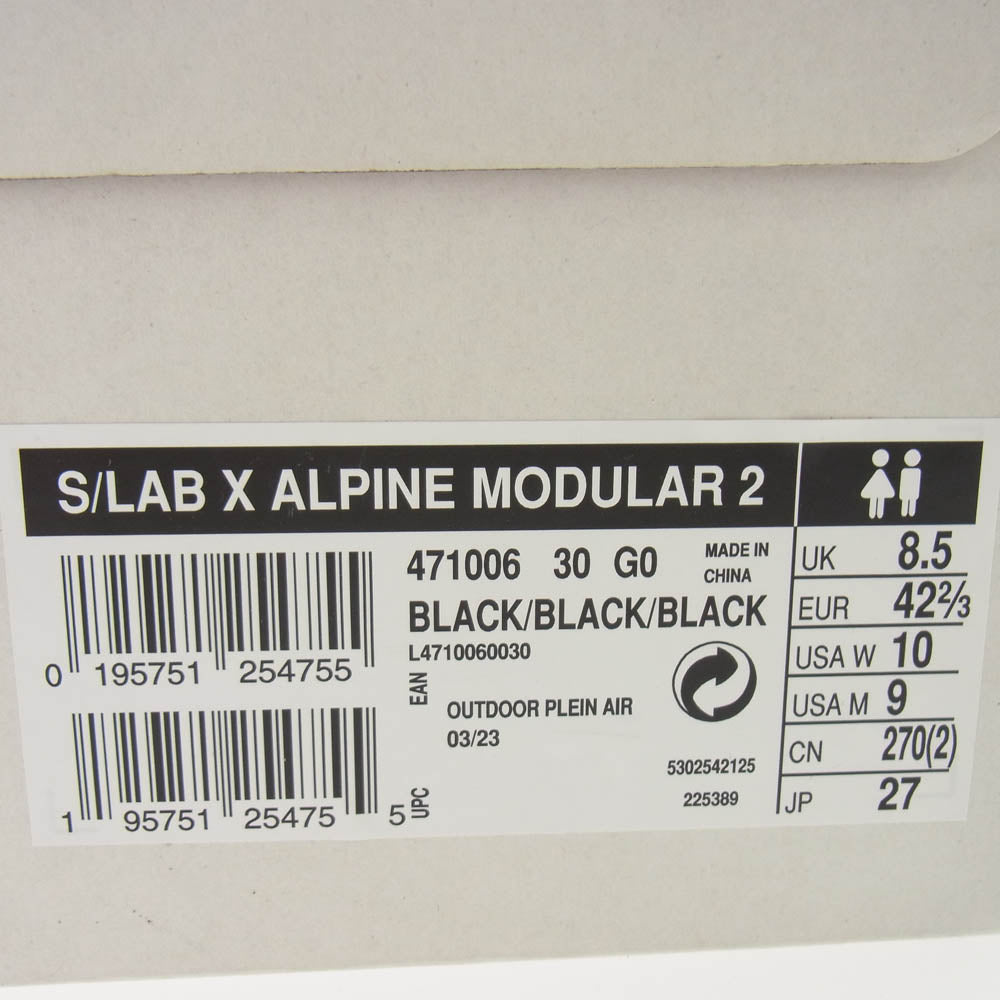 S/LAB X ALPINE MODULAR 2
471006 30 G0
MADE IN
CHINA
BLACK/BLACK/BLACK
L4710060030
0 195751 254755
EAN
OUTDOOR PLEIN AIR
03/23
1 95751 25475 5
UPC
5302542125
225389
UK 8.5
EUR 42⅔
USA W 10
USA M 9
CN 270(2)
JP 27